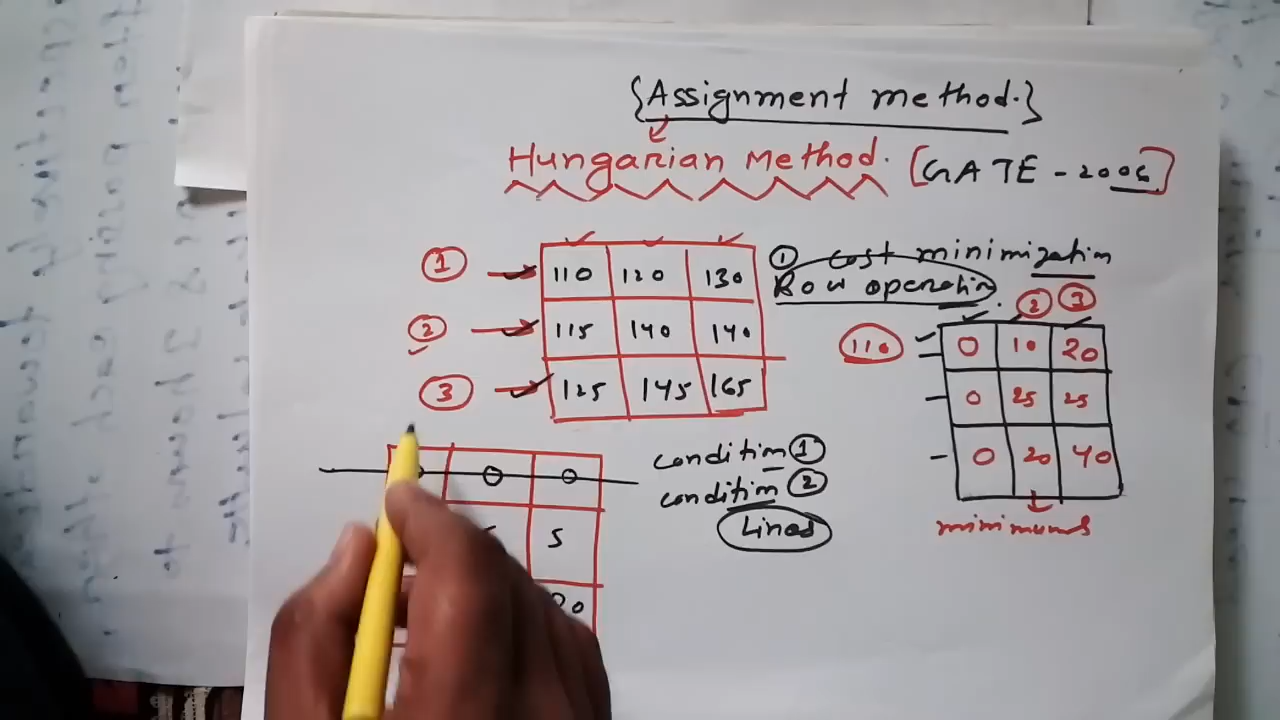 {Assignment method.}
Hungarian Method. [GATE - 2006]
① 110 120 130
② 115 140 140
③ 125 145 165
① cost minimization
Row operation
② ③
110 0 10 20
0 25 25
0 20 40
minimums
condition ①
condition ②
Lines
0 0
5
20